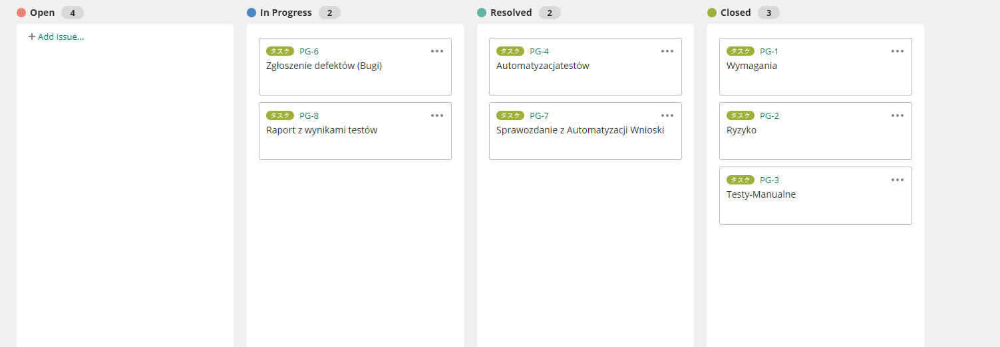 Open 4
+ Add Issue...
In Progress 2
タスク PG-6
Zgłoszenie defektów (Bugi)
タスク PG-8
Raport z wynikami testów
Resolved 2
タスク PG-4
Automatyzacjatestów
タスク PG-7
Sprawozdanie z Automatyzacji Wnioski
Closed 3
タスク PG-1
Wymagania
タスク PG-2
Ryzyko
タスク PG-3
Testy-Manualne